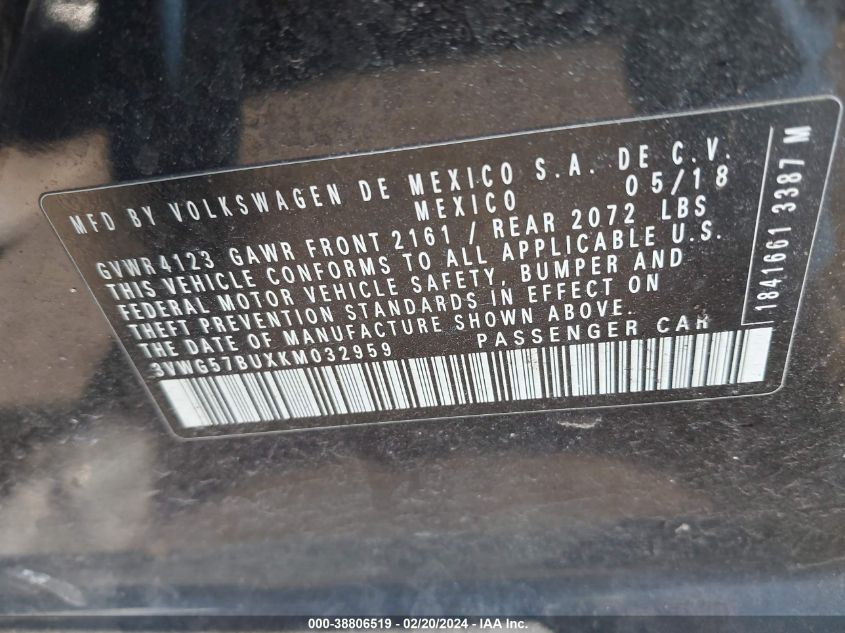 MFD BY VOLKSWAGEN DE MEXICO S.A. DE C.V.
MEXICO 05/18
GVWR4123 GAWR FRONT 2161 / REAR 2072 LBS
THIS VEHICLE CONFORMS TO ALL APPLICABLE U.S.
FEDERAL MOTOR VEHICLE SAFETY, BUMPER AND
THEFT PREVENTION STANDARDS IN EFFECT ON
THE DATE OF MANUFACTURE SHOWN ABOVE.
3VWG57BUXKM032959 PASSENGER CAR
1841661 3387 M
000-38806519 - 02/20/2024 - IAA Inc.